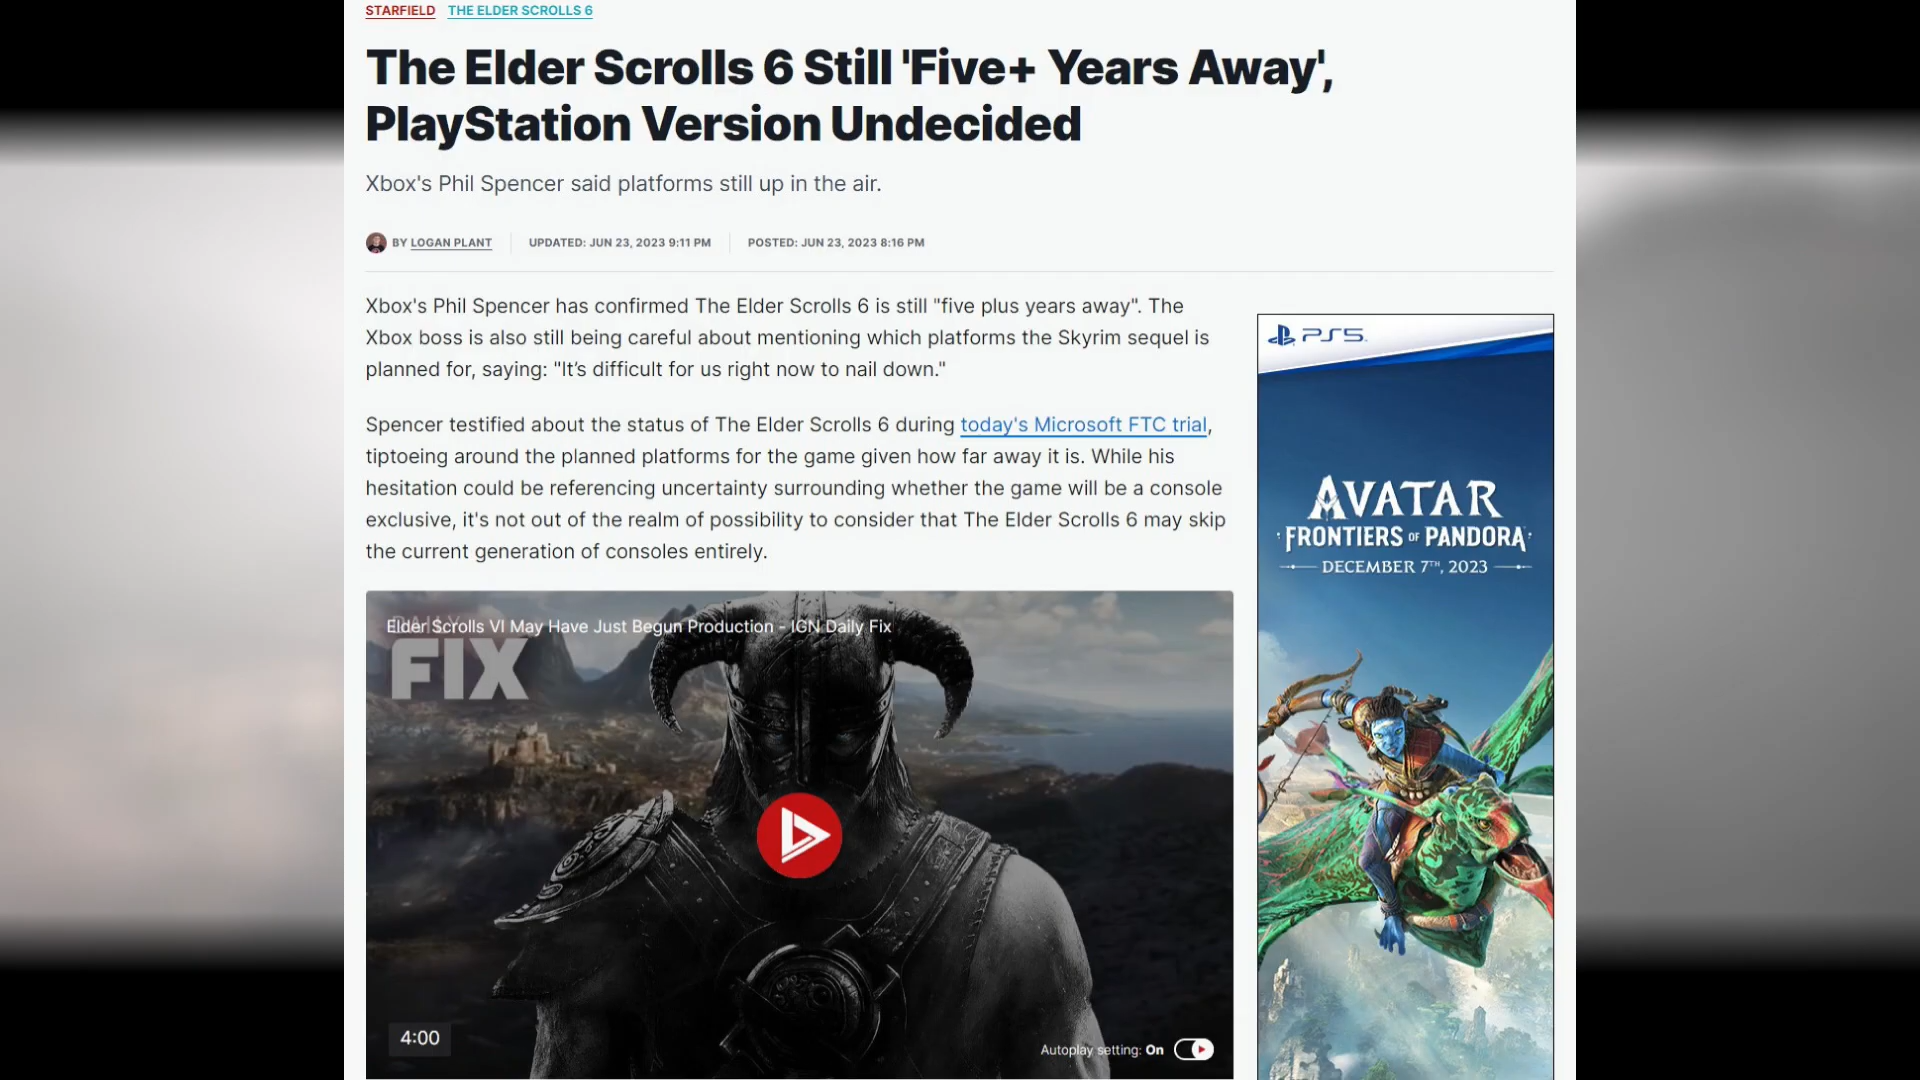 STARFIELD THE ELDER SCROLLS 6
The Elder Scrolls 6 Still 'Five+ Years Away',
PlayStation Version Undecided
Xbox's Phil Spencer said platforms still up in the air.
BY LOGAN PLANT UPDATED: JUN 23, 2023 9:11 PM POSTED: JUN 23, 2023 8:16 PM
Xbox's Phil Spencer has confirmed The Elder Scrolls 6 is still "five plus years away". The
Xbox boss is also still being careful about mentioning which platforms the Skyrim sequel is
planned for, saying: "It’s difficult for us right now to nail down."
Spencer testified about the status of The Elder Scrolls 6 during today's Microsoft FTC trial,
tiptoeing around the planned platforms for the game given how far away it is. While his
hesitation could be referencing uncertainty surrounding whether the game will be a console
exclusive, it's not out of the realm of possibility to consider that The Elder Scrolls 6 may skip
the current generation of consoles entirely.
Elder Scrolls VI May Have Just Begun Production - IGN Daily Fix
DAILY
FIX
4:00
Autoplay setting: On
PS5
AVATAR
FRONTIERS OF PANDORA
DECEMBER 7TH, 2023